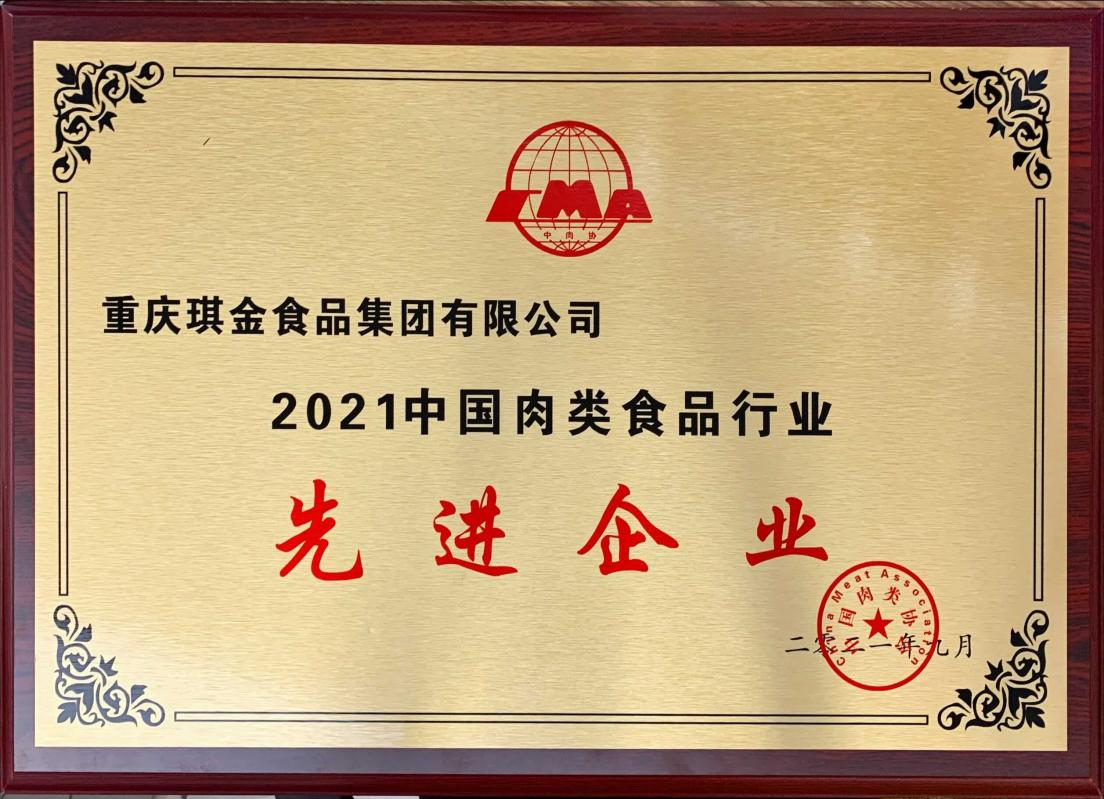 CMA
中肉协
重庆琪金食品集团有限公司
2021中国肉类食品行业
先进企业
China Meat Association
中国肉类协会
二零二一年九月